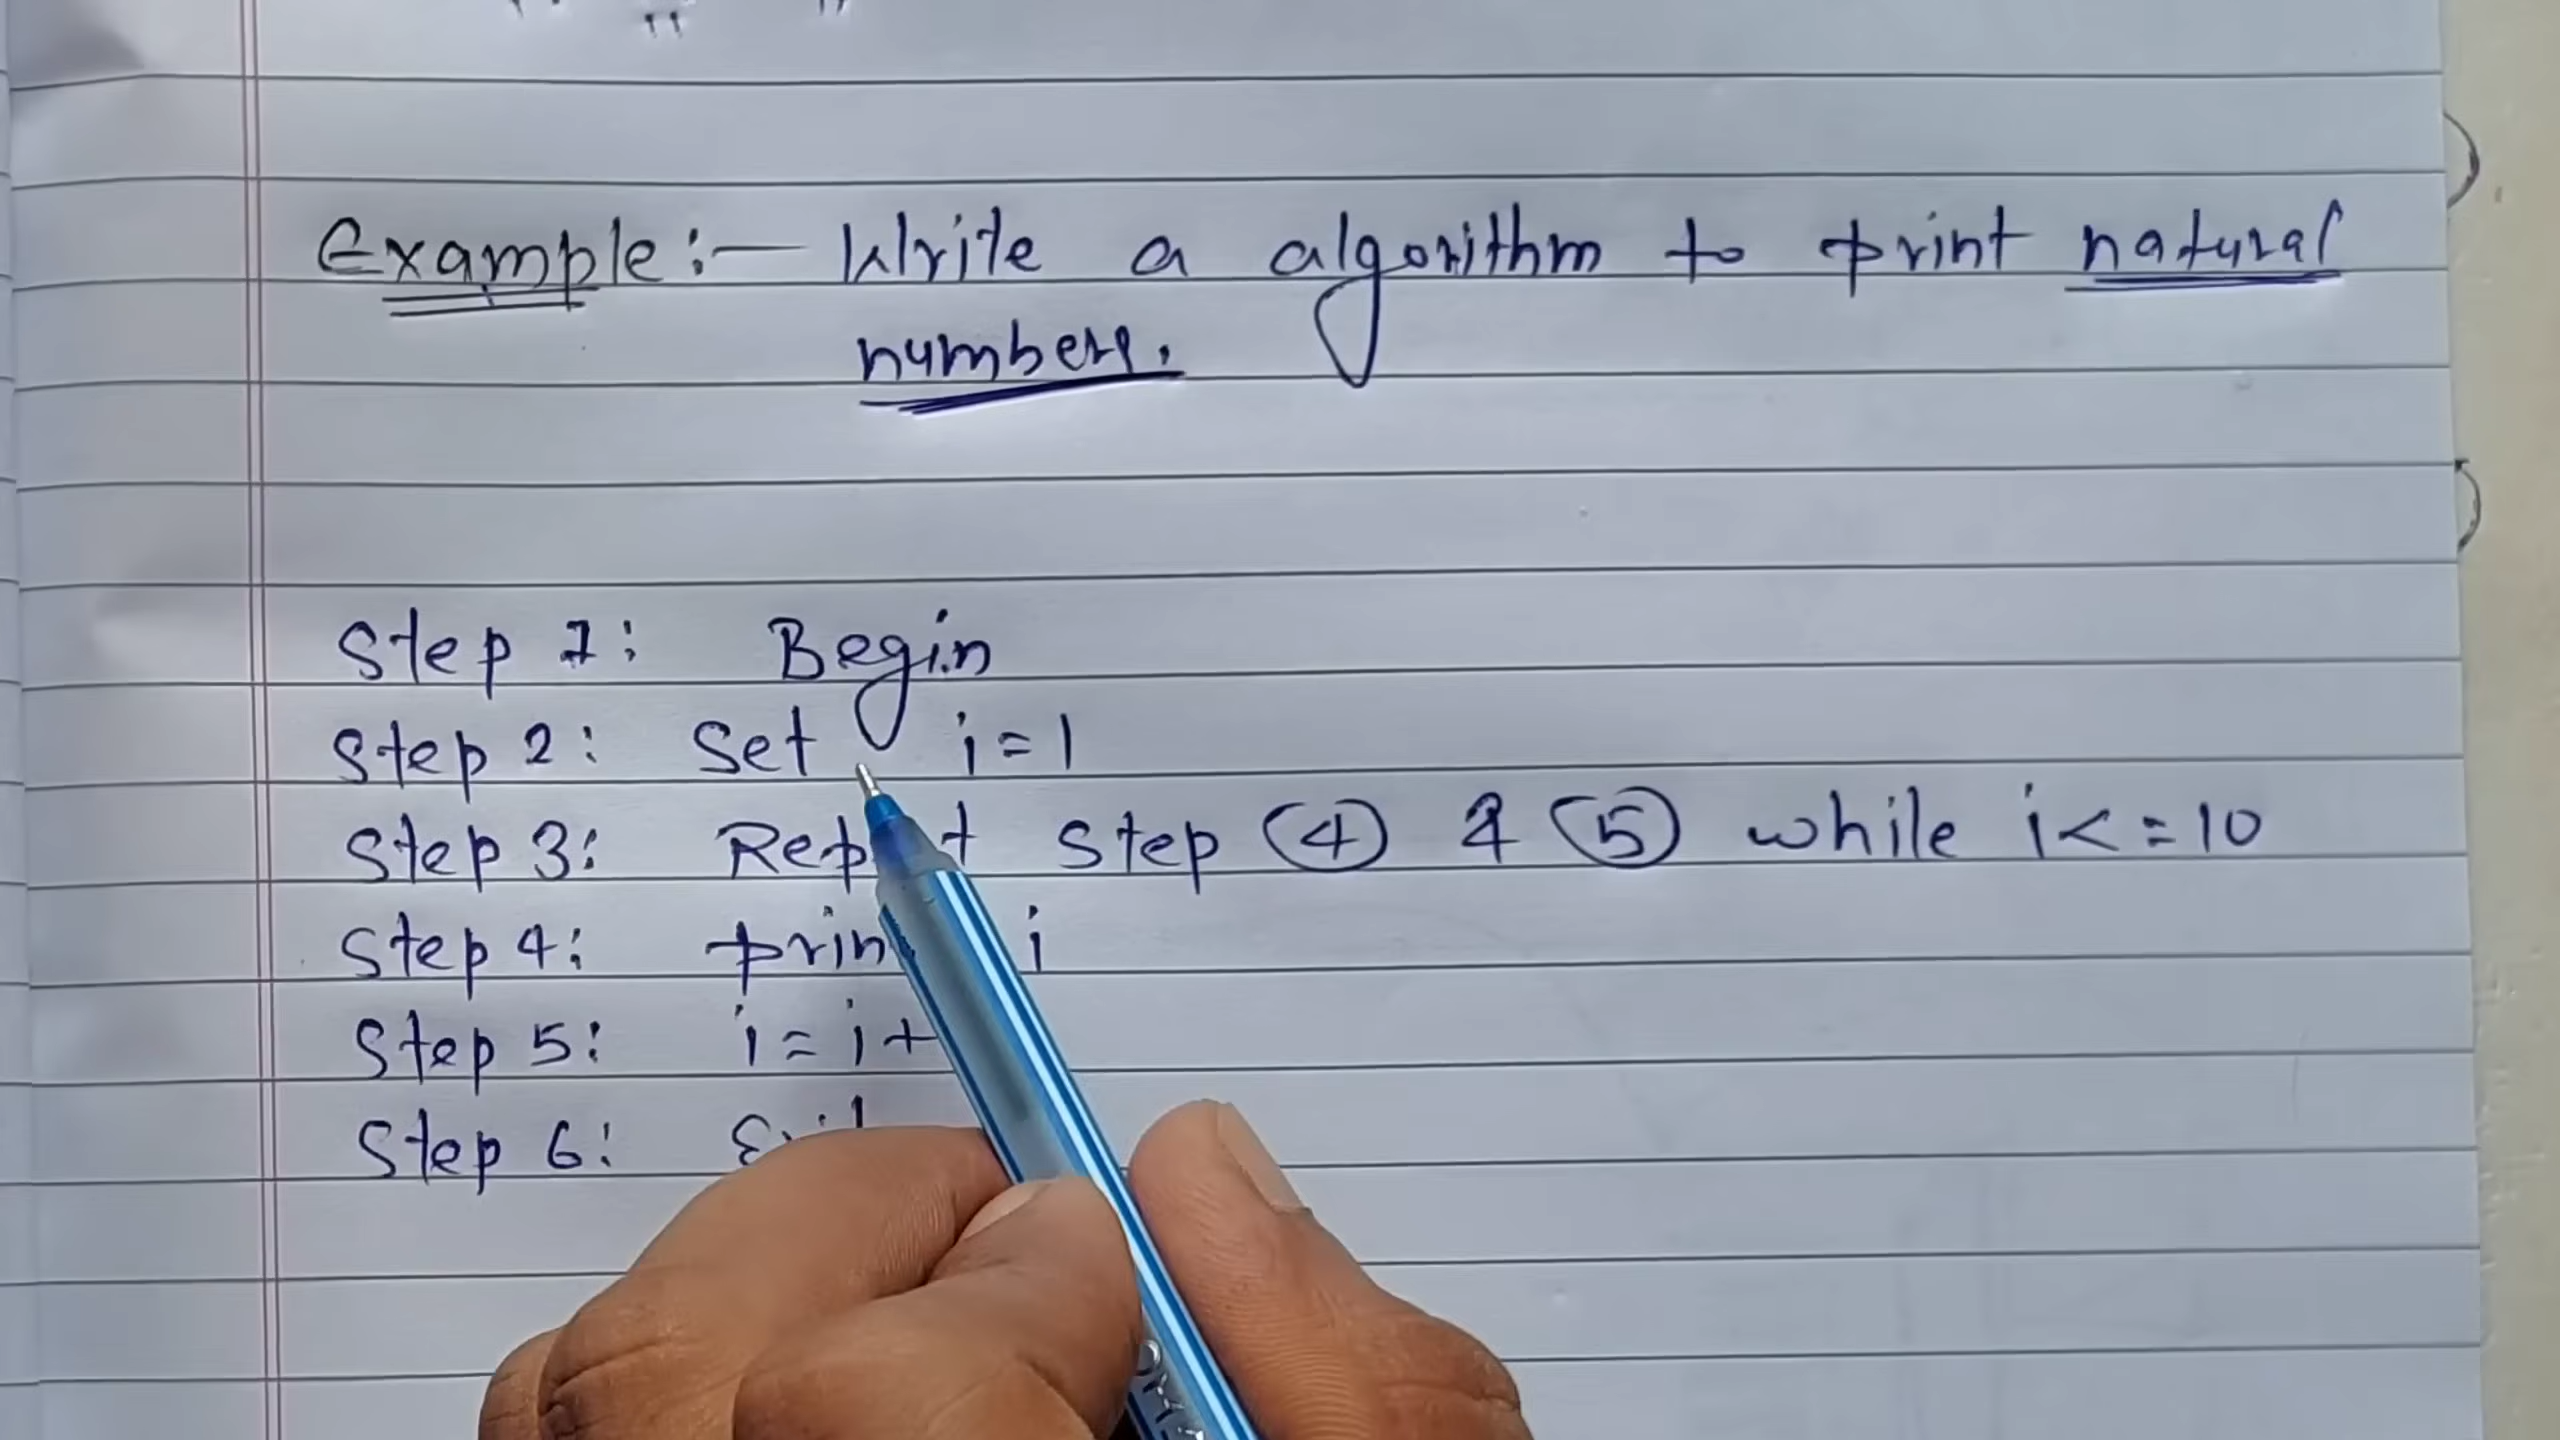 Example:— Write a algorithm to print natural
numbers.
Step 1: Begin
Step 2: Set i=1
Step 3: step 4 & 5 while i<=10
Step 4: i
Step 5: i=i+
Step 6: